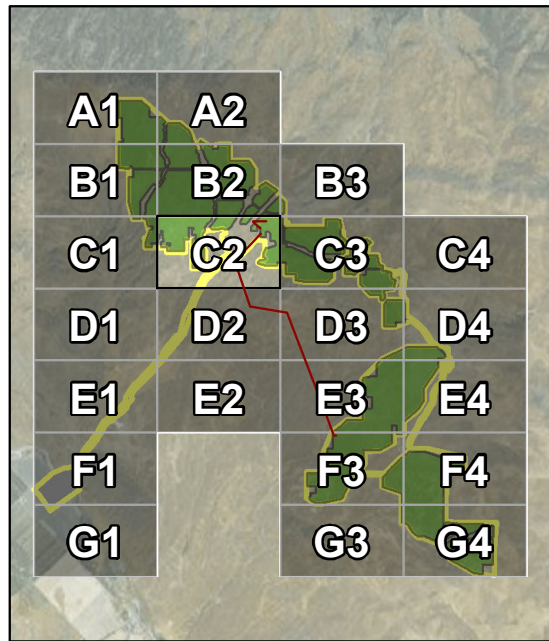 A1 A2
B1 B2 B3
C1 C2 C3 C4
D1 D2 D3 D4
E1 E2 E3 E4
F1 F3 F4
G1 G3 G4